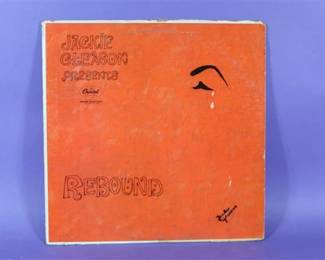 JACKIE
GLEASON
PRESENTS
Capitol
REBOUND